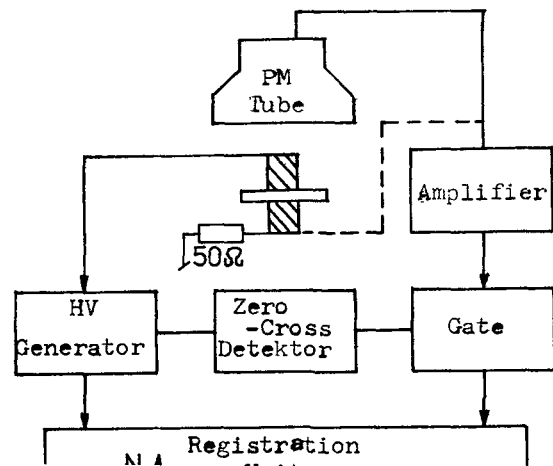 PM
Tube
Amplifier
50Ω
HV
Generator
Zero
-Cross
Detektor
Gate
Registration